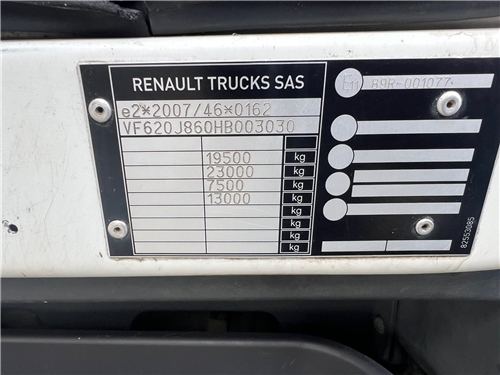 RENAULT TRUCKS SAS
e2*2007/46*0162
VF620J860HB003030
19500 kg
23000 kg
7500 kg
13000 kg
kg
kg
kg
kg
E11 89R-001077
82553085